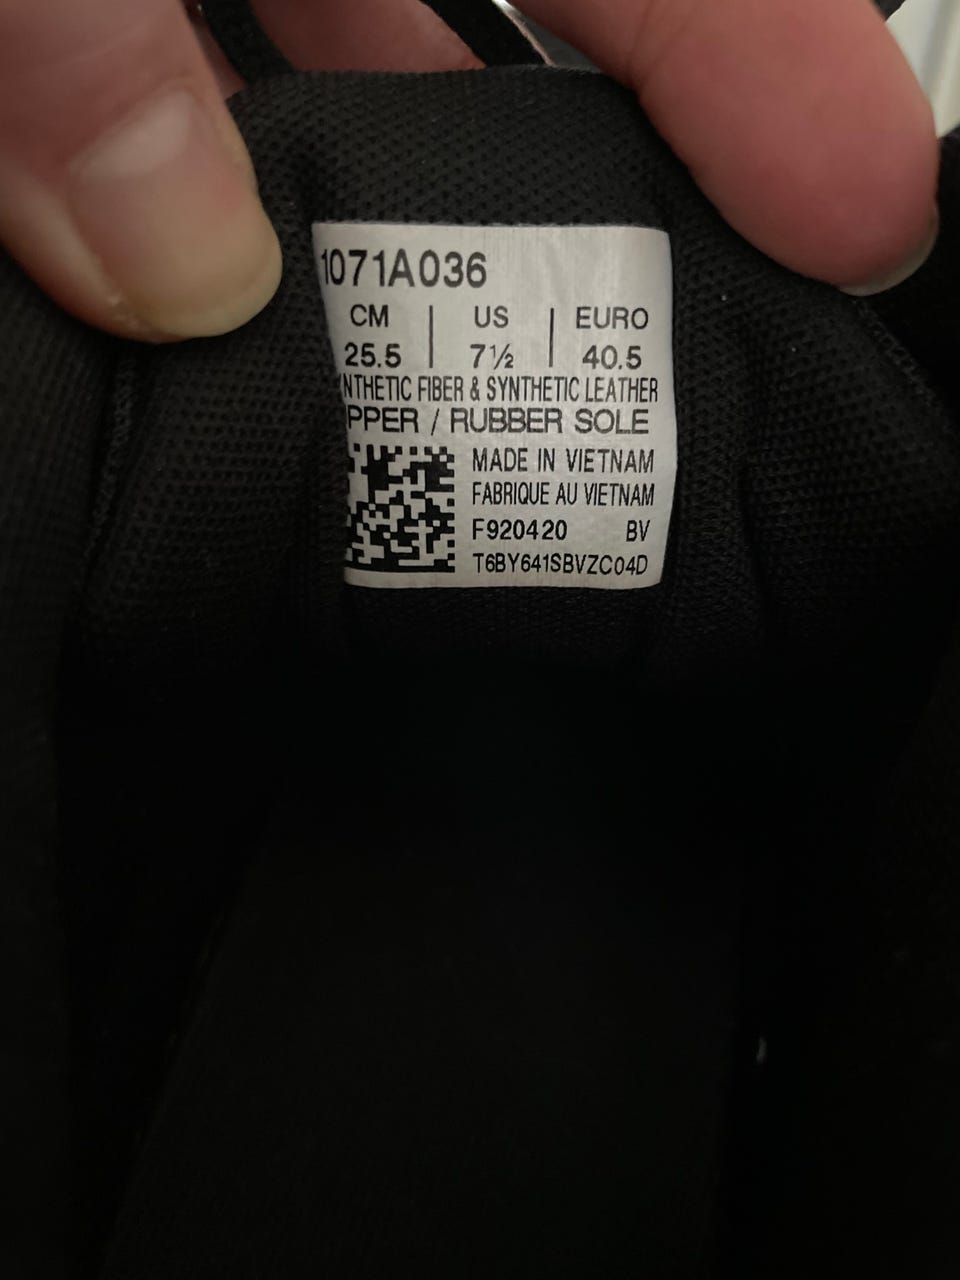 1071A036
CM | US | EURO
25.5 | 7½ | 40.5
NTHETIC FIBER & SYNTHETIC LEATHER
PPER / RUBBER SOLE
MADE IN VIETNAM
FABRIQUE AU VIETNAM
F920420 BV
T6BY641SBVZC04D